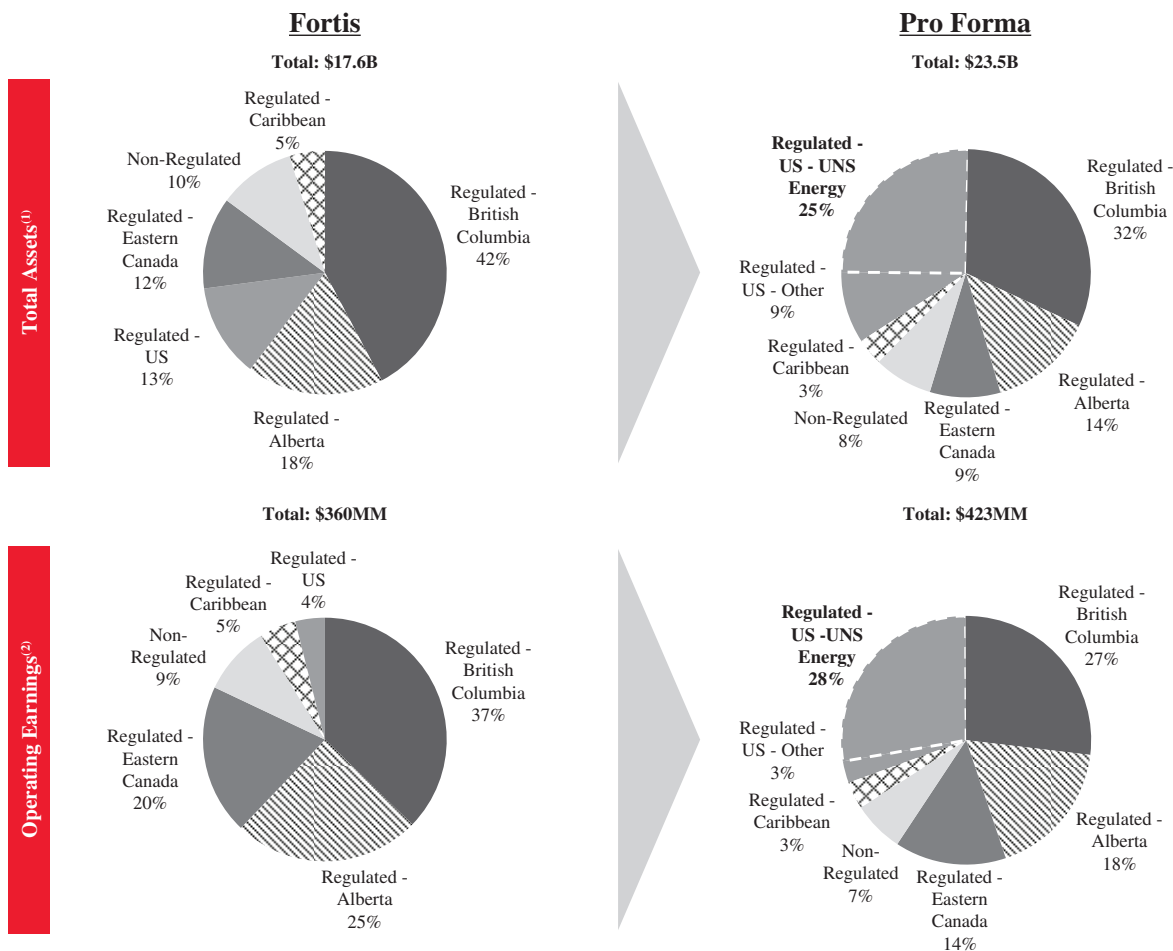 Fortis
Total: $17.6B
Pro Forma
Total: $23.5B
Total Assets(1)
Regulated -
Caribbean
5%
Non-Regulated
10%
Regulated -
Eastern
Canada
12%
Regulated -
US
13%
Regulated -
Alberta
18%
Regulated -
British
Columbia
42%
Regulated -
US - UNS
Energy
25%
Regulated -
US - Other
9%
Regulated -
Caribbean
3%
Non-Regulated
8%
Regulated -
Eastern
Canada
9%
Regulated -
Alberta
14%
Regulated -
British
Columbia
32%
Total: $360MM
Total: $423MM
Operating Earnings(2)
Regulated -
US
4%
Regulated -
Caribbean
5%
Non-
Regulated
9%
Regulated -
Eastern
Canada
20%
Regulated -
Alberta
25%
Regulated -
British
Columbia
37%
Regulated -
US -UNS
Energy
28%
Regulated -
US - Other
3%
Regulated -
Caribbean
3%
Non-
Regulated
7%
Regulated -
Eastern
Canada
14%
Regulated -
Alberta
18%
Regulated -
British
Columbia
27%